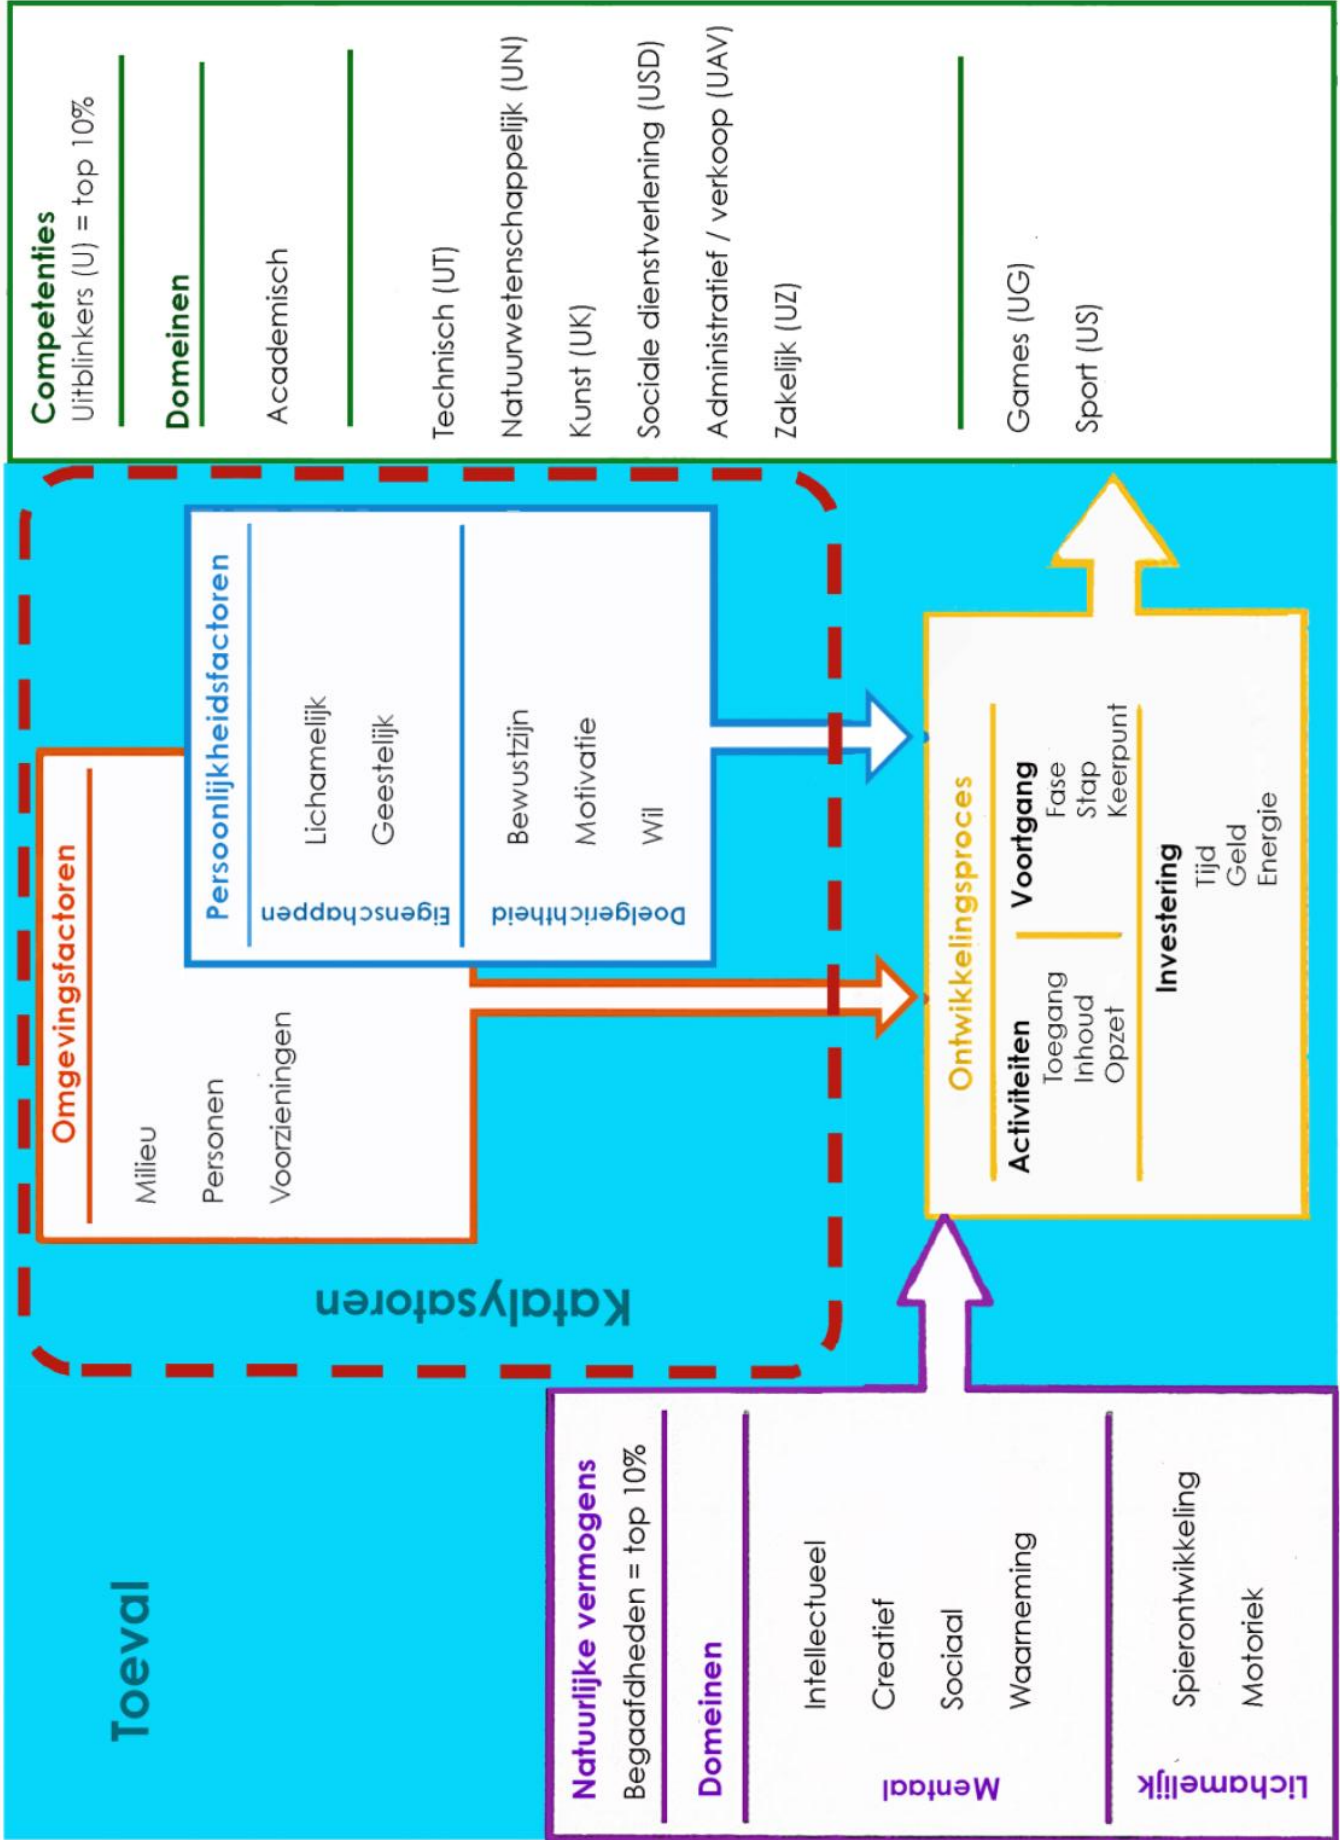 Toeval
Natuurlijke vermogens
Begaafdheden = top 10%
Domeinen
Mentaal
Intellectueel
Creatief
Sociaal
Waarneming
Lichamelijk
Spierontwikkeling
Motoriek
Katalysatoren
Omgevingsfactoren
Milieu
Personen
Voorzieningen
Persoonlijkheidsfactoren
Eigenschappen
Lichamelijk
Geestelijk
Doelgerichtheid
Bewustzijn
Motivatie
Wil
Ontwikkelingsproces
Activiteiten
Toegang
Inhoud
Opzet
Voortgang
Fase
Stap
Keerpunt
Investering
Tijd
Geld
Energie
Competenties
Uitblinkers (U) = top 10%
Domeinen
Academisch
Technisch (UT)
Natuurwetenschappelijk (UN)
Kunst (UK)
Sociale dienstverlening (USD)
Administratief / verkoop (UAV)
Zakelijk (UZ)
Games (UG)
Sport (US)